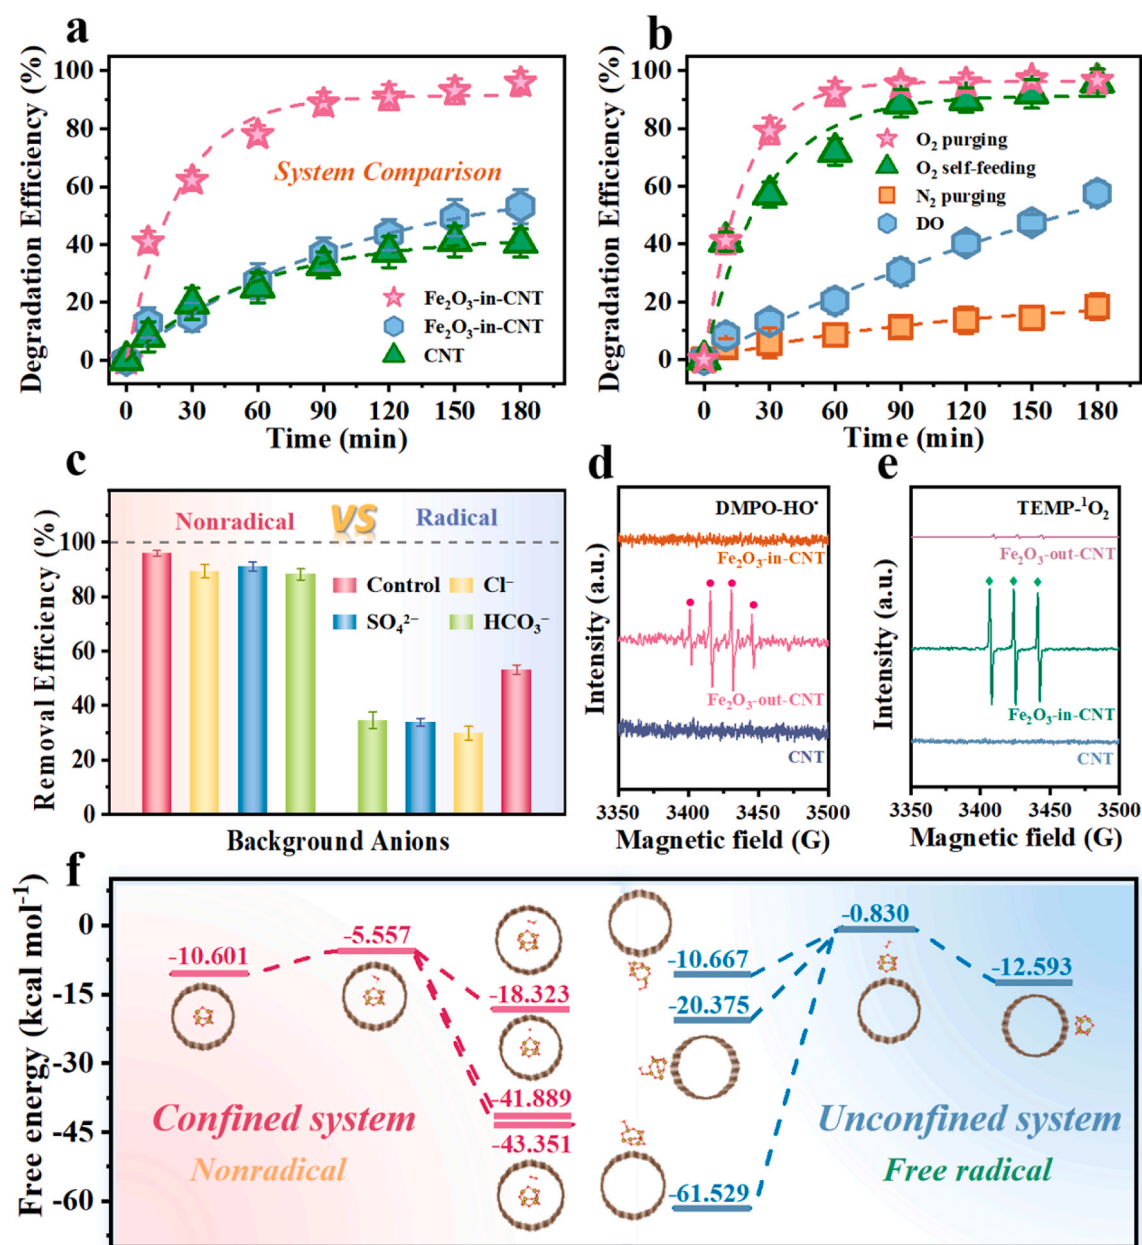 a
Degradation Efficiency (%)
100
80
60
40
20
0
System Comparison
Fe₂O₃-in-CNT
Fe₂O₃-in-CNT
CNT
0 30 60 90 120 150 180
Time (min)
b
Degradation Efficiency (%)
100
80
60
40
20
0
O₂ purging
O₂ self-feeding
N₂ purging
DO
0 30 60 90 120 150 180
Time (min)
c
Removal Efficiency (%)
100
80
60
40
20
0
Nonradical VS Radical
Control Cl⁻
SO₄²⁻ HCO₃⁻
Background Anions
d
Intensity (a.u.)
DMPO-HO•
Fe₂O₃-in-CNT
Fe₂O₃-out-CNT
CNT
3350 3400 3450 3500
Magnetic field (G)
e
Intensity (a.u.)
TEMP-¹O₂
Fe₂O₃-out-CNT
Fe₂O₃-in-CNT
CNT
3350 3400 3450 3500
Magnetic field (G)
f
Free energy (kcal mol⁻¹)
0
-15
-30
-45
-60
-10.601
-5.557
-18.323
-41.889
-43.351
Confined system
Nonradical
-10.667
-20.375
-61.529
-0.830
-12.593
Unconfined system
Free radical